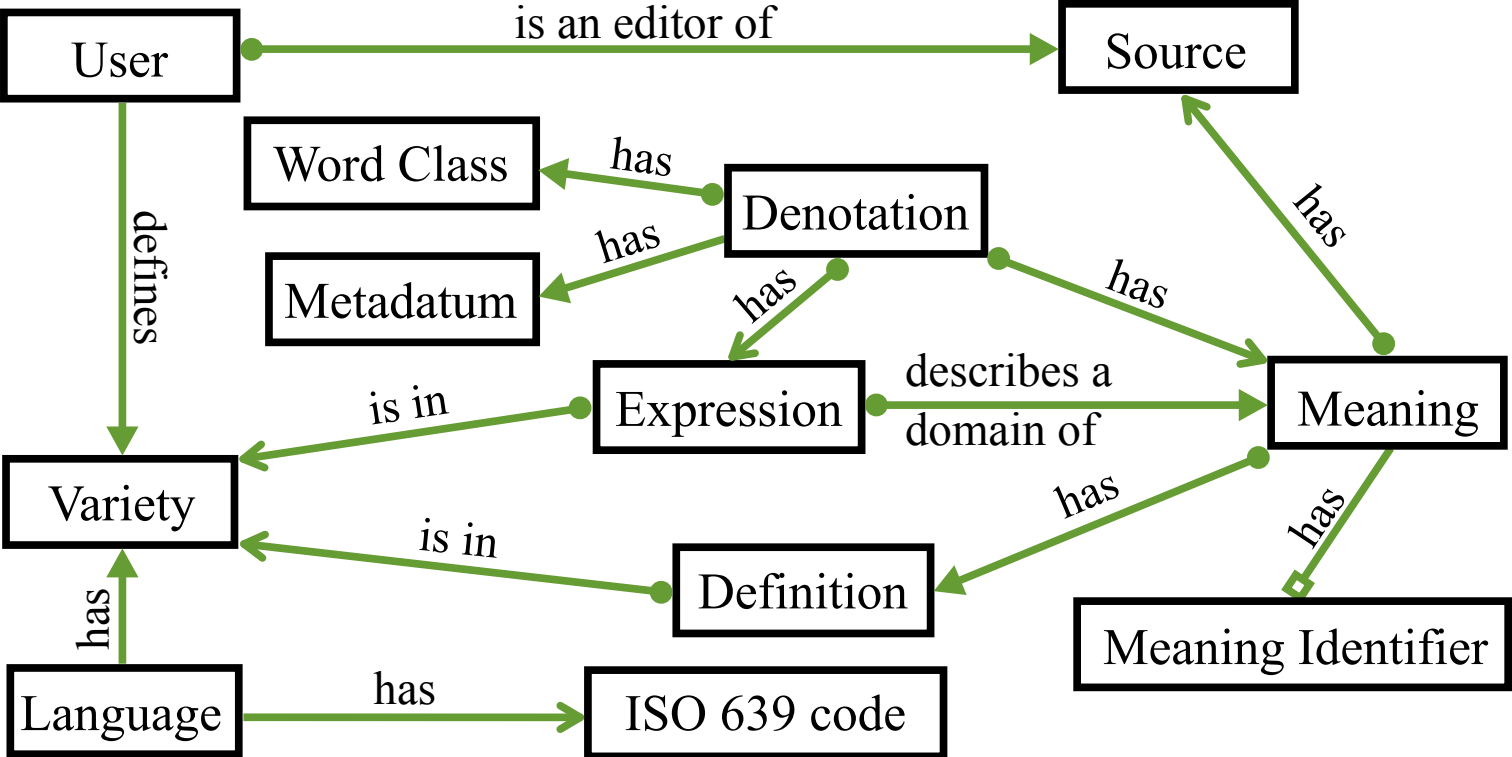 is an editor of
User
Source
has
Word Class
Denotation
has
defines
has
Metadatum
has
has
is in
Expression
describes a
domain of
Meaning
Variety
is in
has
has
Definition
has
Meaning Identifier
has
Language
ISO 639 code